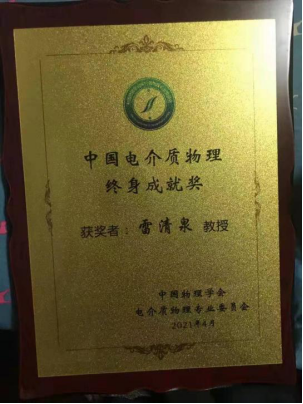 中国电介质物理
终身成就奖
获奖者：雷清泉 教授
中国物理学会
电介质物理专业委员会
2021年4月